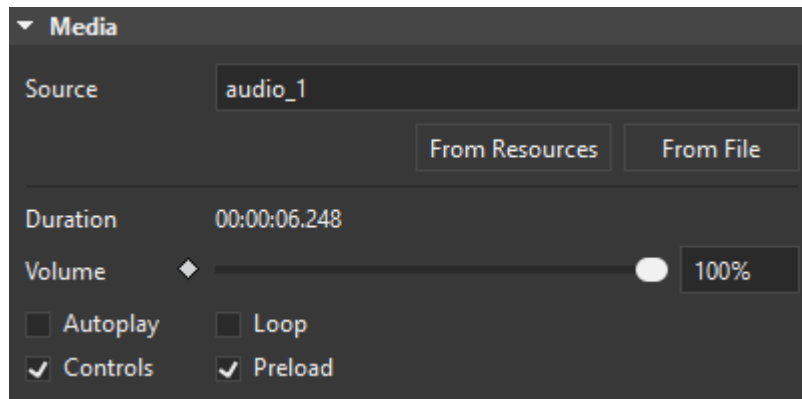 Media
Source audio_1
From Resources From File
Duration 00:00:06.248
Volume 100%
Autoplay Loop
Controls Preload